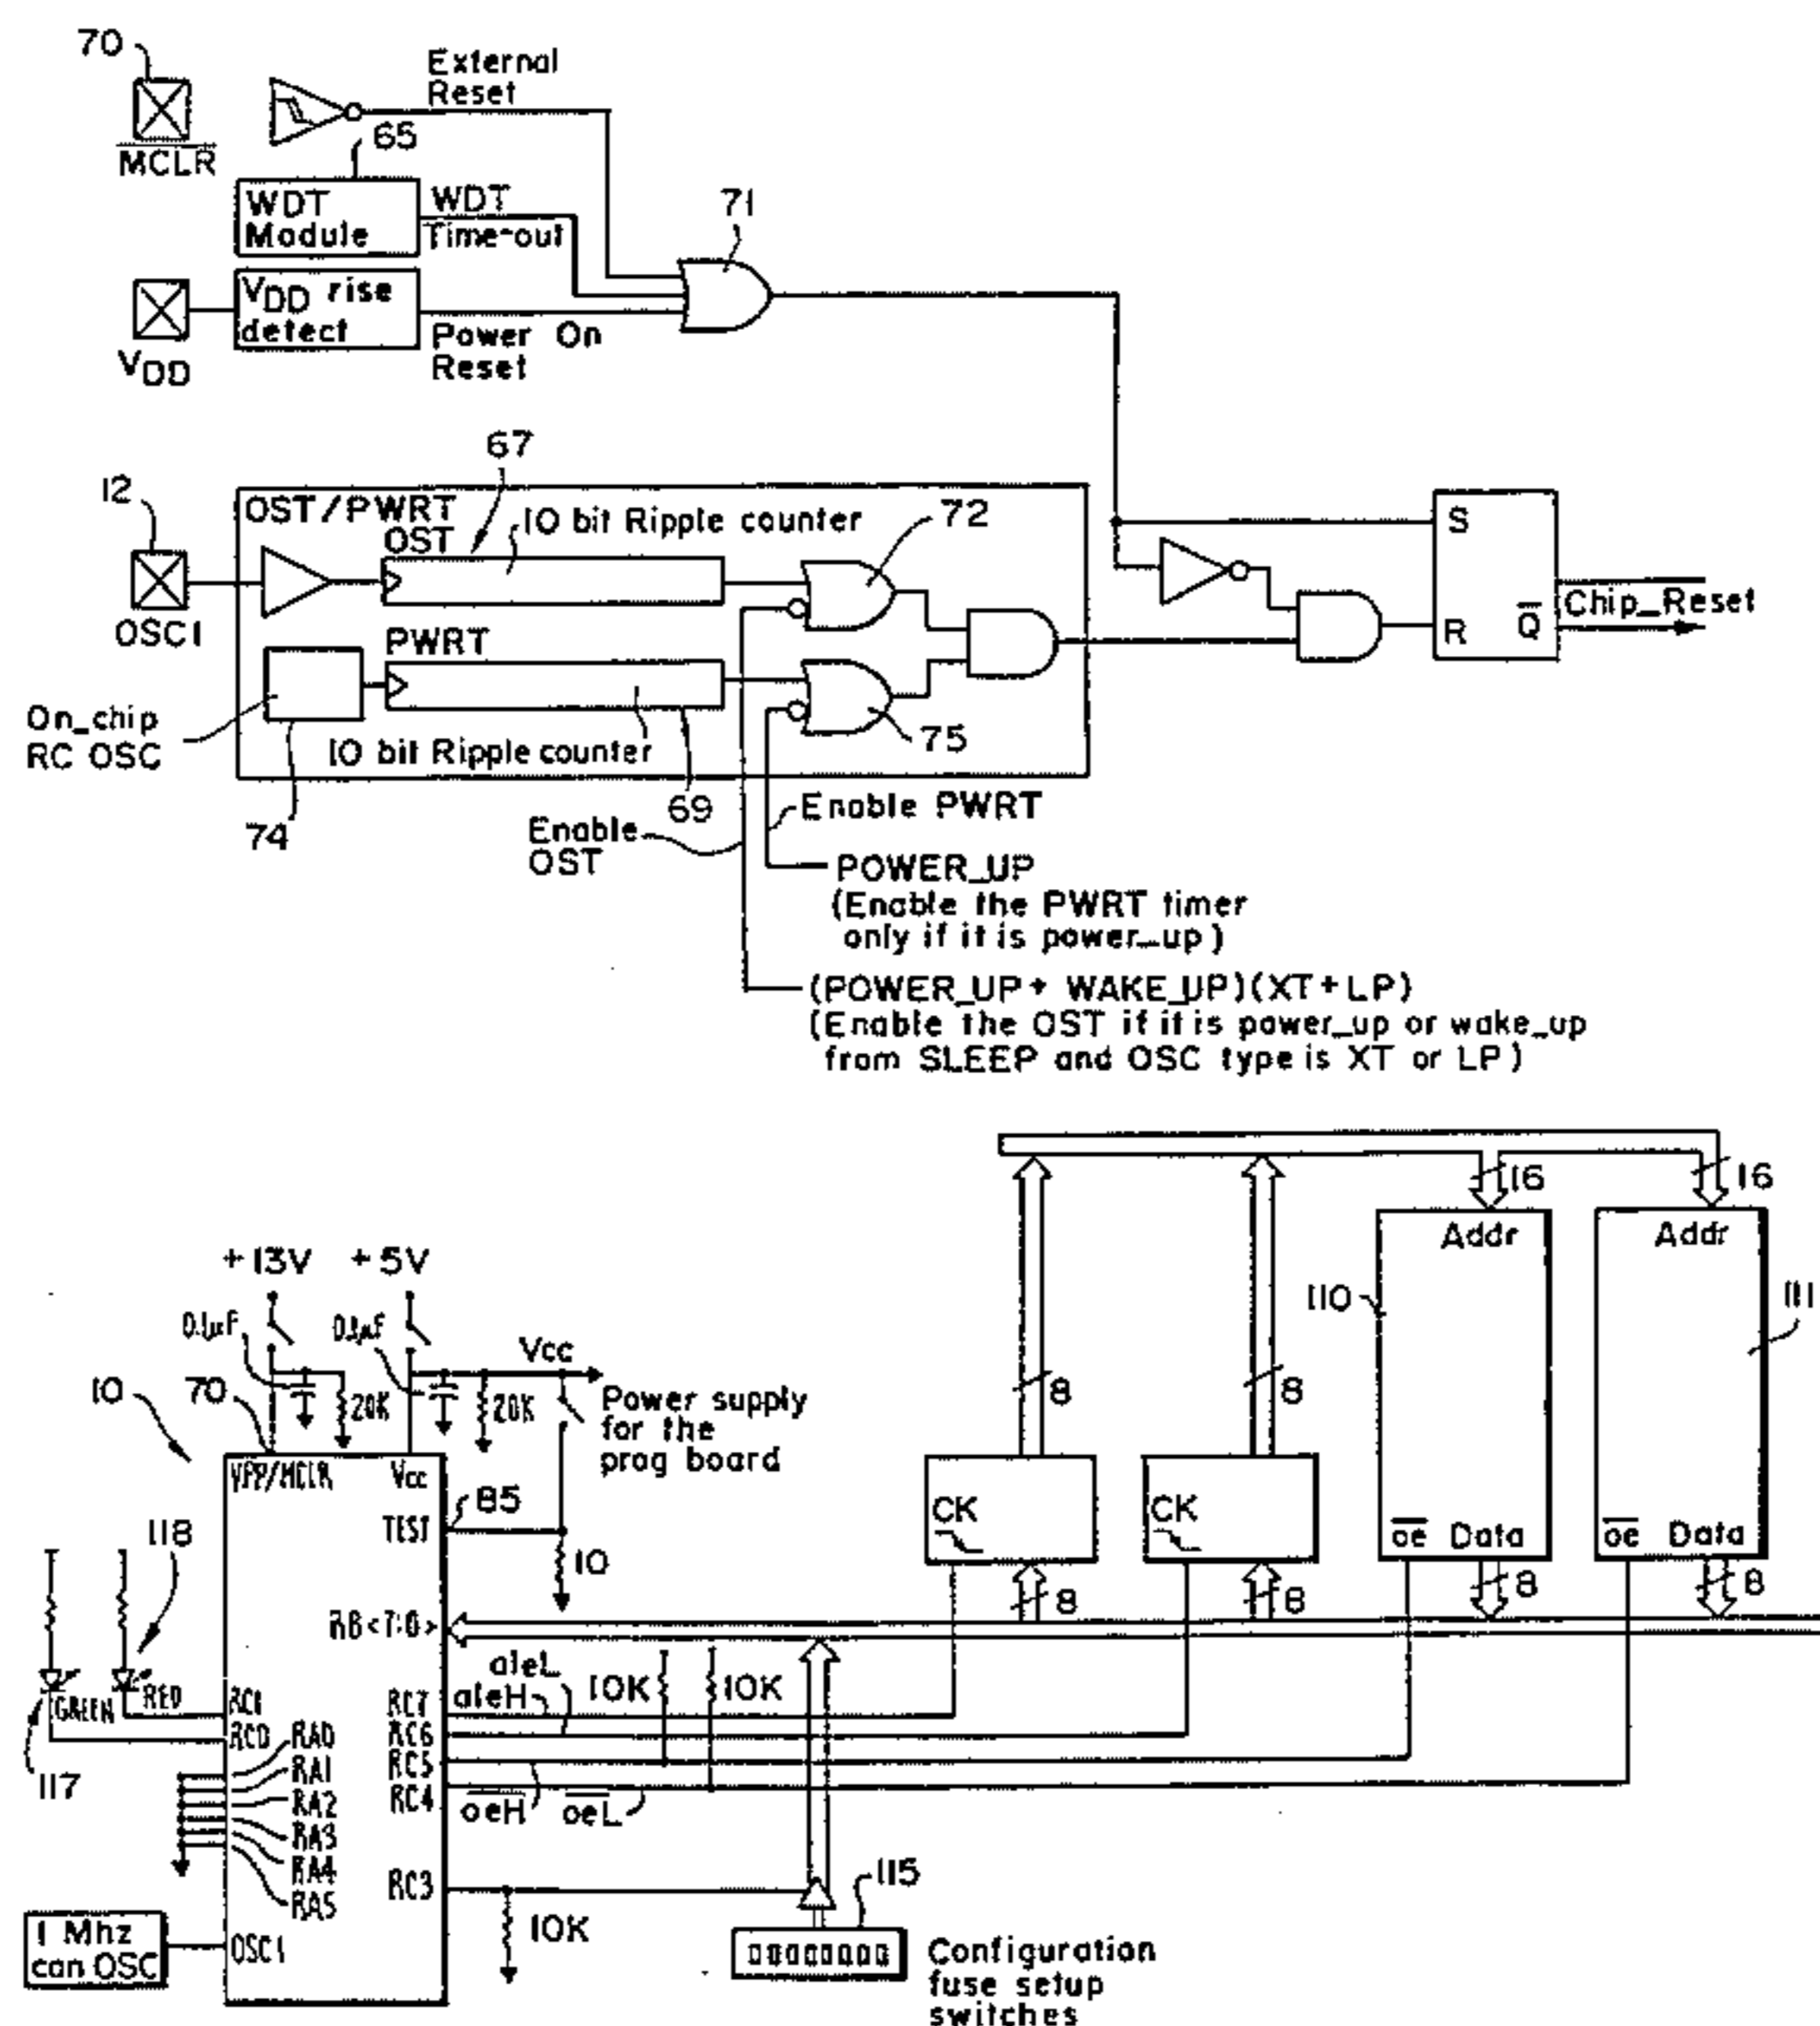 70
MCLR
External
Reset
65
WDT
Module
WDT
Time-out
71
VDD rise
detect
VDD
Power On
Reset
12
OSC1
67
OST/PWRT
OST
10 bit Ripple counter
72
PWRT
On_chip
RC OSC
10 bit Ripple counter
75
74
69
S
R
Q
Chip_Reset
Enable
OST
Enable PWRT
POWER_UP
(Enable the PWRT timer
only if it is power_up)
(POWER_UP + WAKE_UP)(XT+LP)
(Enable the OST if it is power_up or wake_up
from SLEEP and OSC type is XT or LP)
16
16
Addr
Addr
110
111
+13V
+5V
0.1µF
0.1µF
Vcc
10
70
20K
20K
Power supply
for the
prog board
8
8
VPP/MCLR
Vcc
CK
CK
oe
Data
oe
Data
118
TEST
85
10
8
8
8
8
RB<7:0>
aleL
aleH
10K
10K
GREEN
RED
RC1
RC0
RC7
RC6
RC5
RC4
117
RA0
RA1
RA2
RA3
RA4
RA5
oeH
oeL
RC3
10K
115
1 Mhz
can OSC
OSC1
Configuration
fuse setup
switches